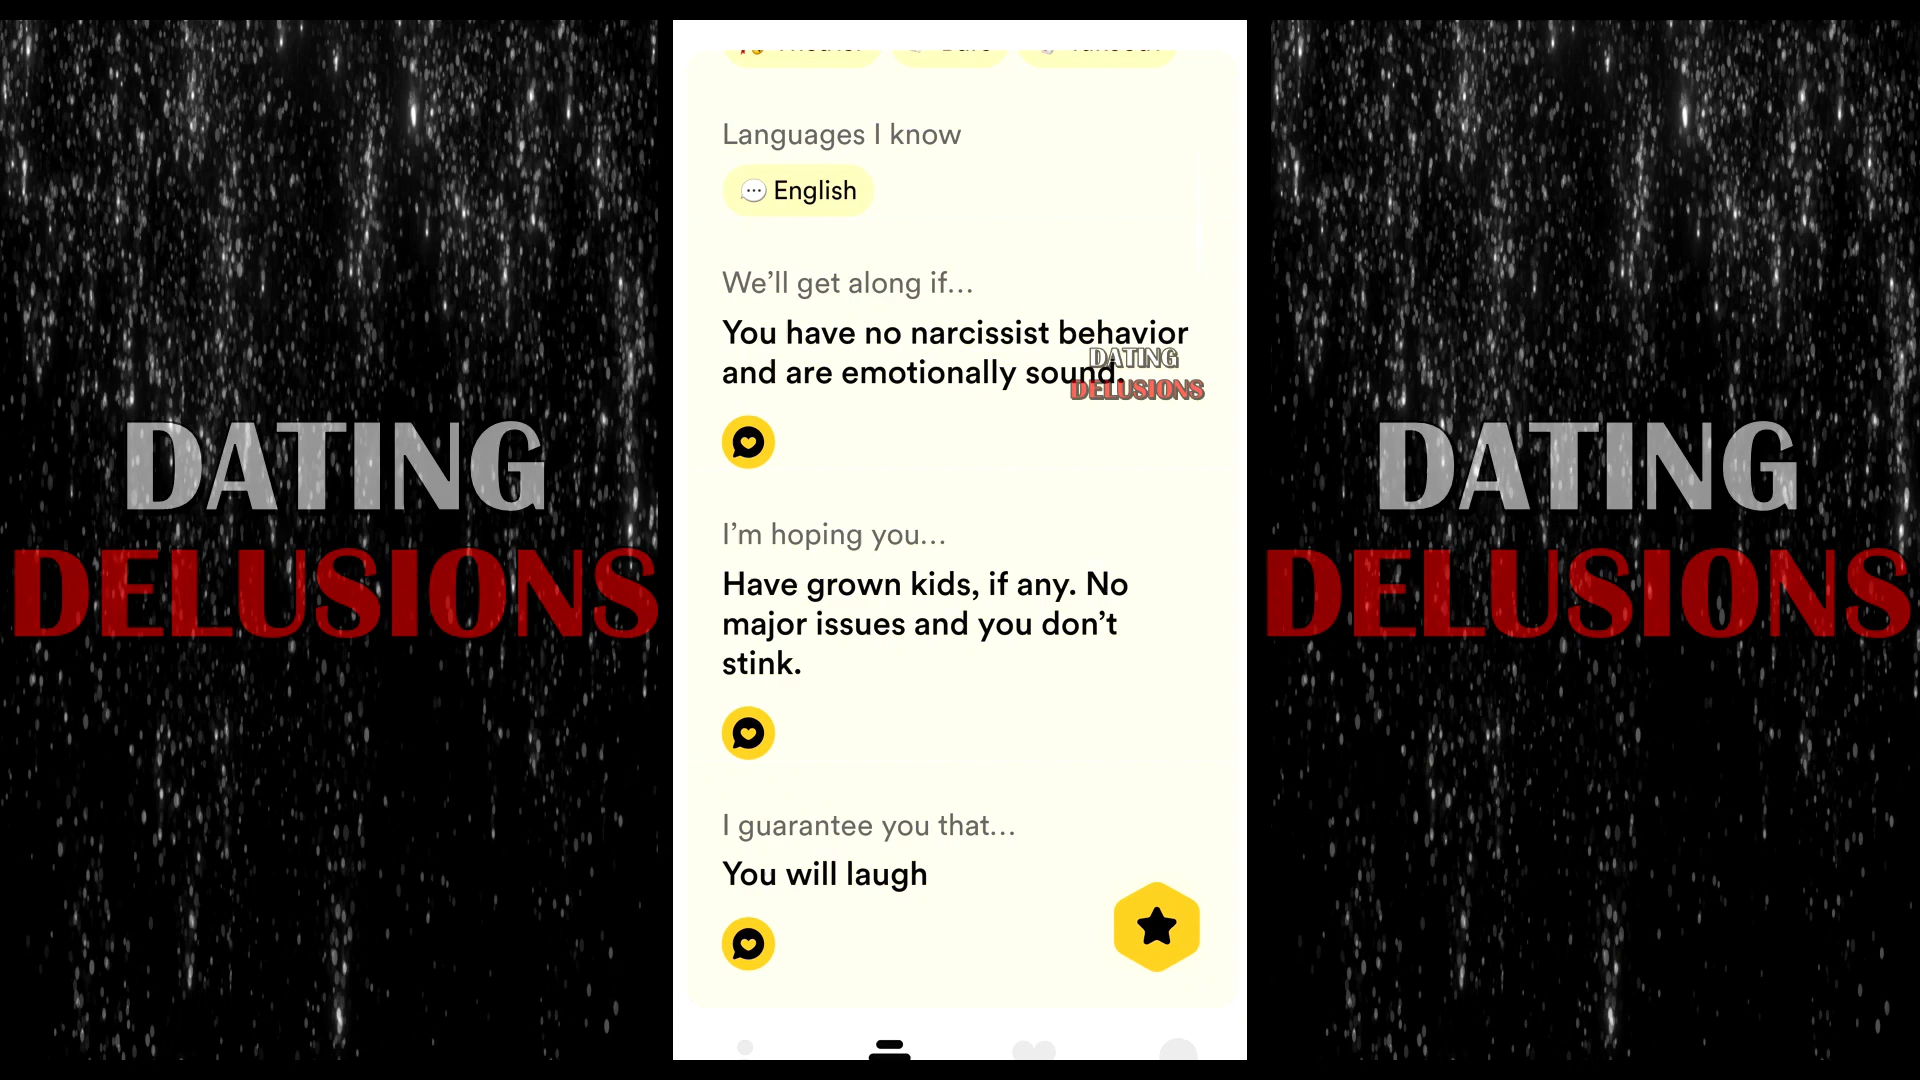 Languages I know
English
We’ll get along if...
You have no narcissist behavior
and are emotionally sound.
DATING
DELUSIONS
I’m hoping you...
Have grown kids, if any. No
major issues and you don’t
stink.
I guarantee you that...
You will laugh
DATING
DELUSIONS
DATING
DELUSIONS